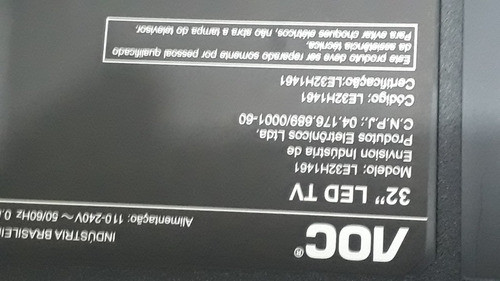 AOC®
INDÚSTRIA BRASILEI
32" LED TV
Alimentação: 110-240V ~ 50/60Hz 0.
Modelo: LE32H1461
Envision Indústria de
Produtos Eletrônicos Ltda.
C.N.P.J.: 04.176.689/0001-60
Código: LE32H1461
Certificação:LE32H1461
Este produto deve ser reparado somente por pessoal qualificado
da assistência técnica.
Para evitar choques elétricos, não abra a tampa do televisor.